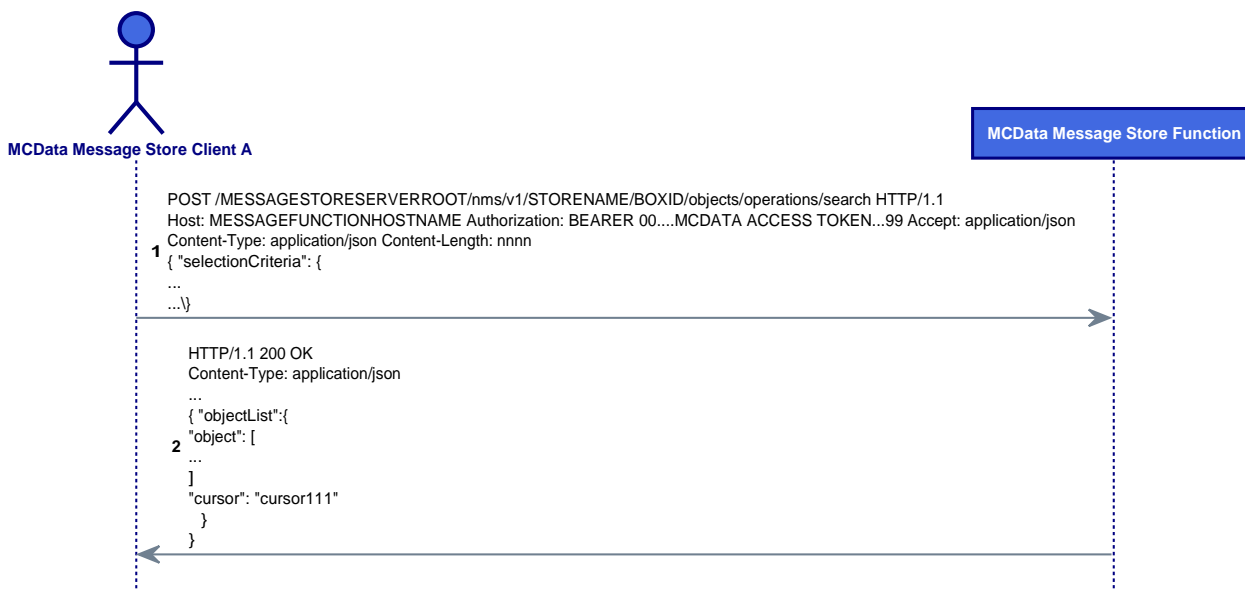 MCData Message Store Client A
MCData Message Store Function
POST /MESSAGESTORESERVERROOT/nms/v1/STORENAME/BOXID/objects/operations/search HTTP/1.1
Host: MESSAGEFUNCTIONHOSTNAME Authorization: BEARER 00....MCDATA ACCESS TOKEN...99 Accept: application/json
Content-Type: application/json Content-Length: nnnn
1
{ "selectionCriteria": {
...
...\}
HTTP/1.1 200 OK
Content-Type: application/json
...
{ "objectList":{
"object": [
2
...
]
"cursor": "cursor111"
}
}